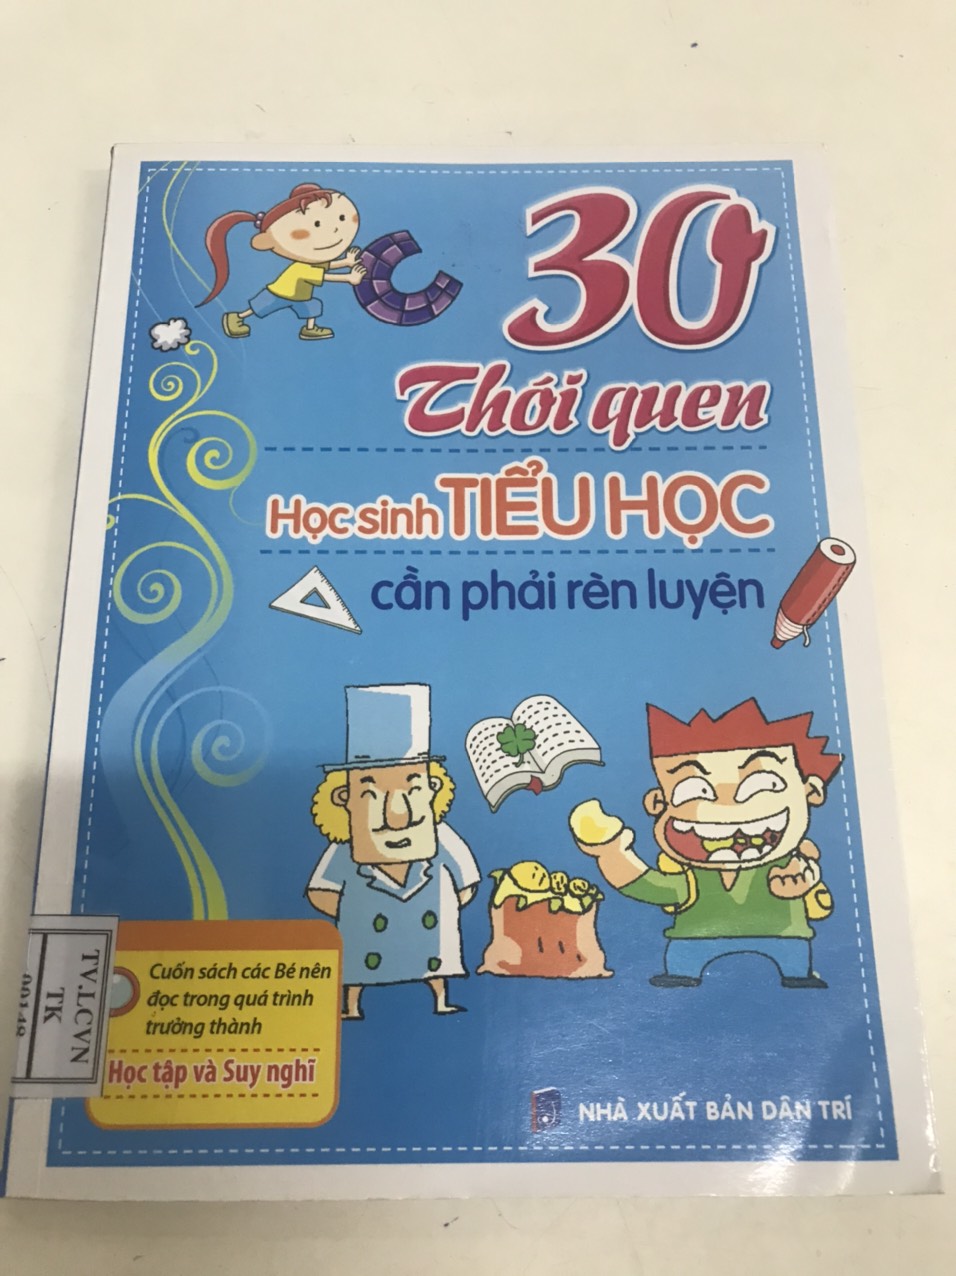 30
Thói quen
Học sinh TIỂU HỌC
cần phải rèn luyện
Cuốn sách các Bé nên
đọc trong quá trình
trưởng thành
Học tập và Suy nghĩ
TV.LCVN
TK
NHÀ XUẤT BẢN DÂN TRÍ